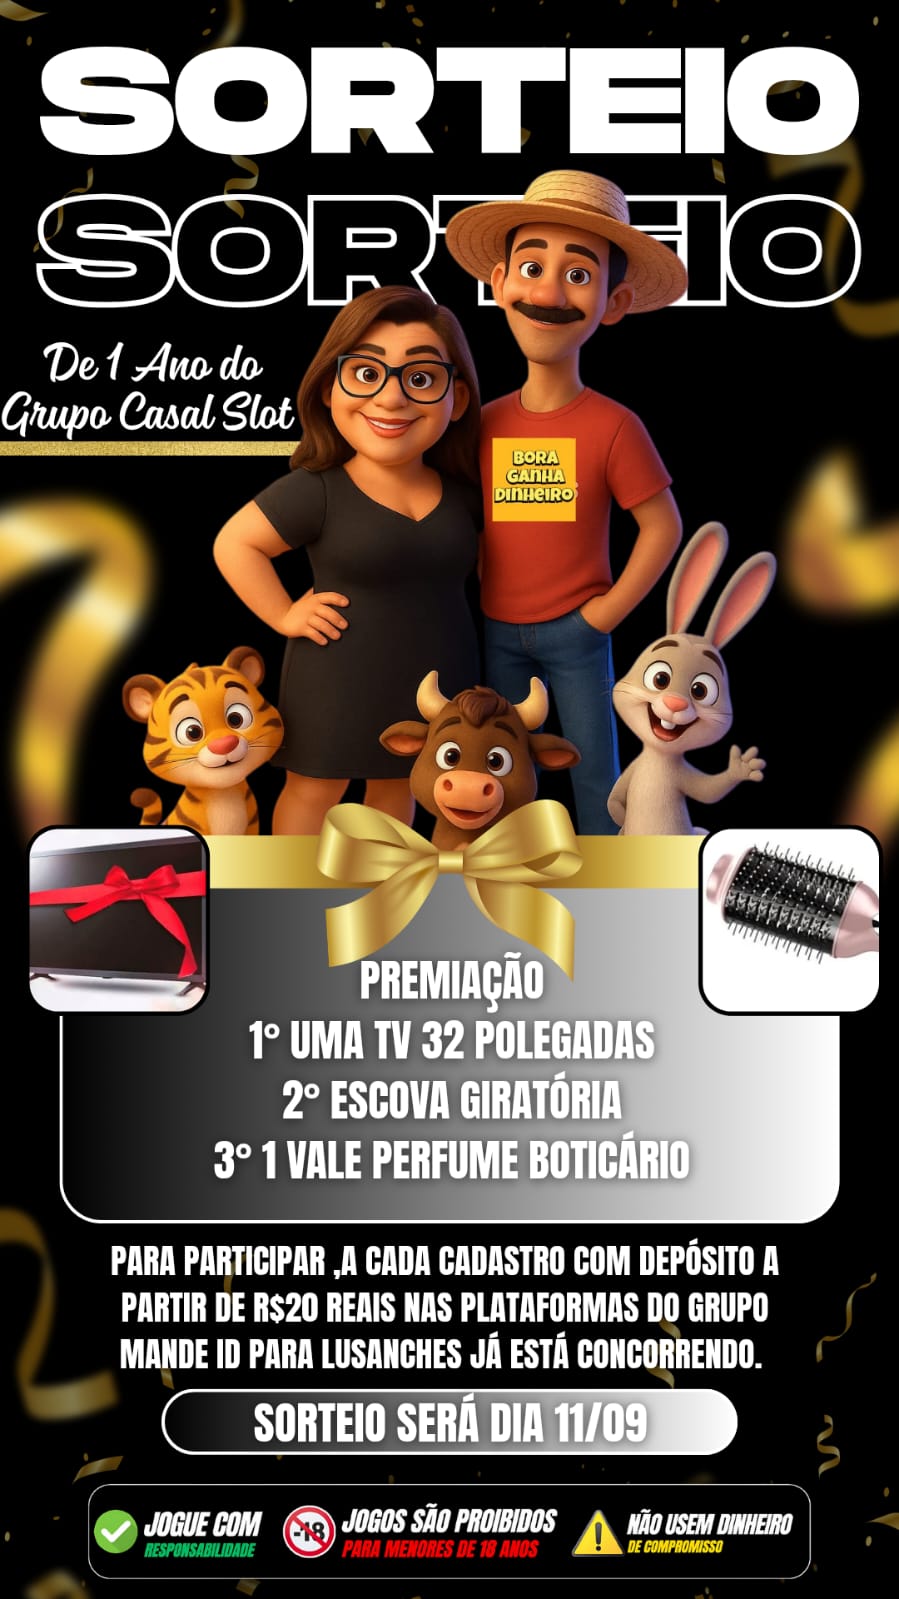 SORTEIO
SORTEIO
De 1 Ano do
Grupo Casal Slot
BORA
GANHA
DINHEIRO
PREMIAÇÃO
1º UMA TV 32 POLEGADAS
2º ESCOVA GIRATÓRIA
3º 1 VALE PERFUME BOTICÁRIO
PARA PARTICIPAR ,A CADA CADASTRO COM DEPÓSITO A
PARTIR DE R$20 REAIS NAS PLATAFORMAS DO GRUPO
MANDE ID PARA LUSANCHES JÁ ESTÁ CONCORRENDO.
SORTEIO SERÁ DIA 11/09
JOGUE COM
RESPONSABILIDADE
-18
JOGOS SÃO PROIBIDOS
PARA MENORES DE 18 ANOS
NÃO USEM DINHEIRO
DE COMPROMISSO